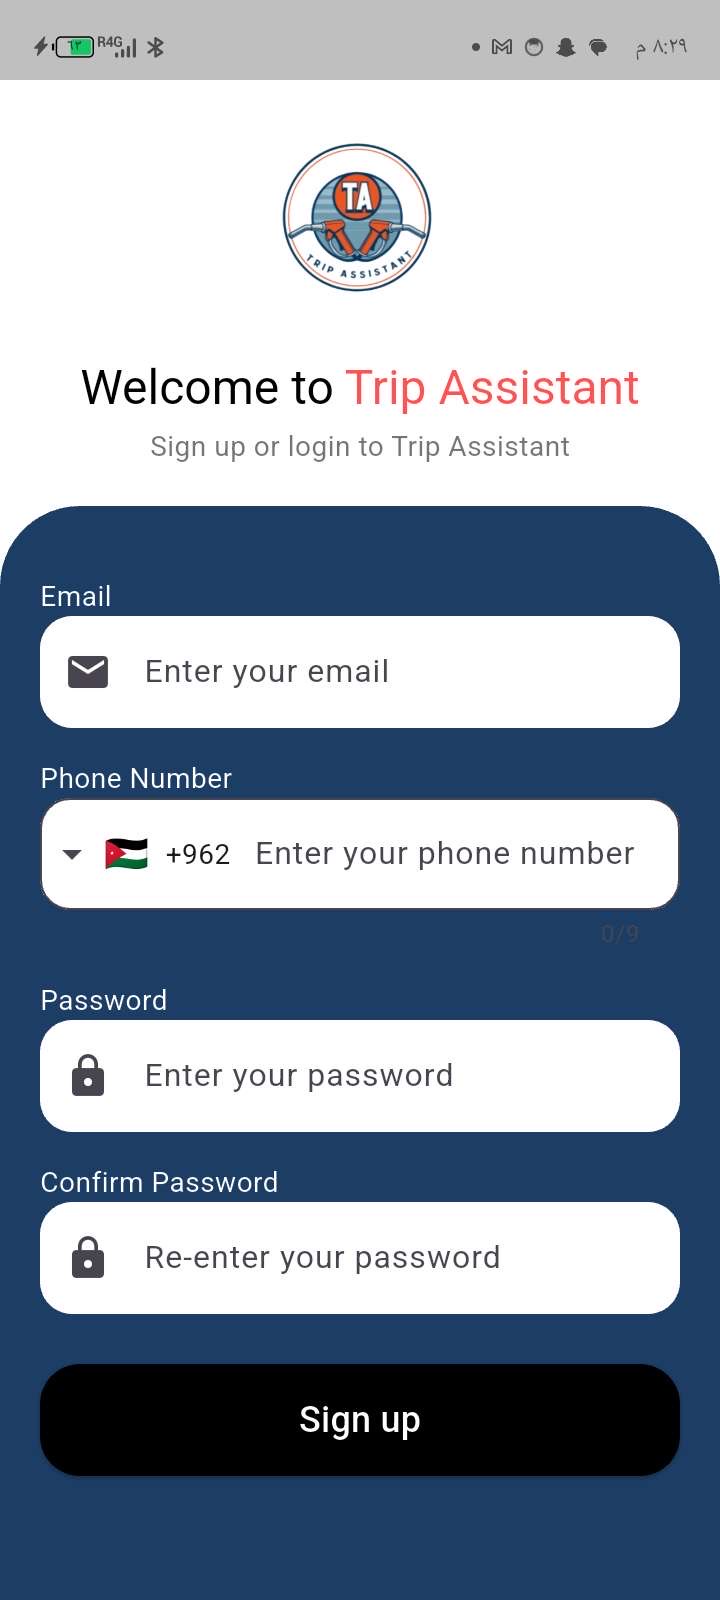 ٦٣ R4G ٨:٢٩ م
TA
TRIP ASSISTANT
Welcome to Trip Assistant
Sign up or login to Trip Assistant
Email
Enter your email
Phone Number
+962 Enter your phone number
0/9
Password
Enter your password
Confirm Password
Re-enter your password
Sign up